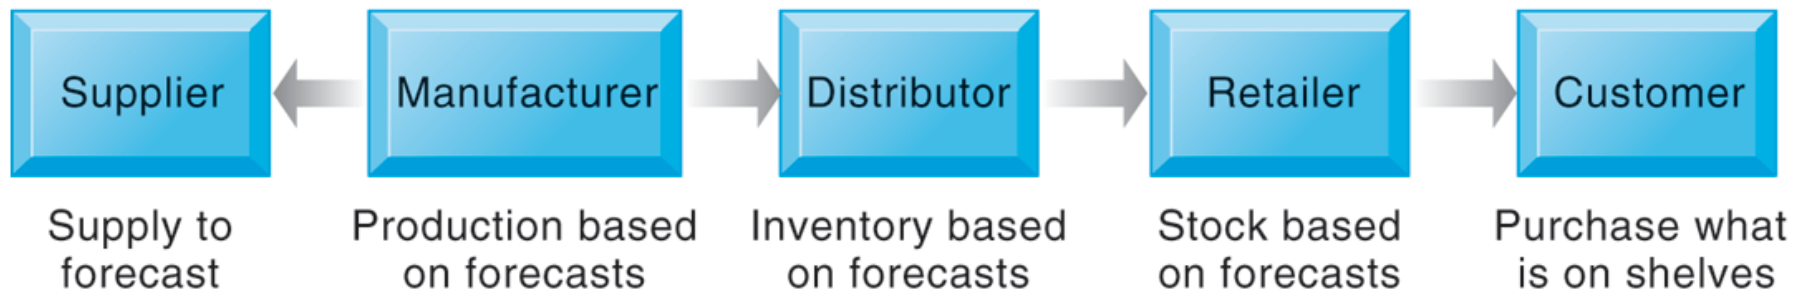 Supplier
Manufacturer
Distributor
Retailer
Customer
Supply to
forecast
Production based
on forecasts
Inventory based
on forecasts
Stock based
on forecasts
Purchase what
is on shelves